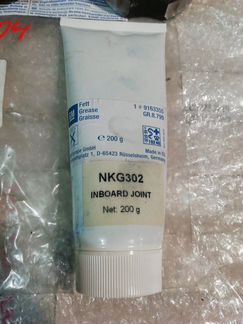 Fett
Grease
Graisse
1 # 9163350
GR.8.799
℮ 200 g
GmbH
D-65423 Rüsselsheim, Germany
Made in
NKG302
INBOARD JOINT
Net: 200 g